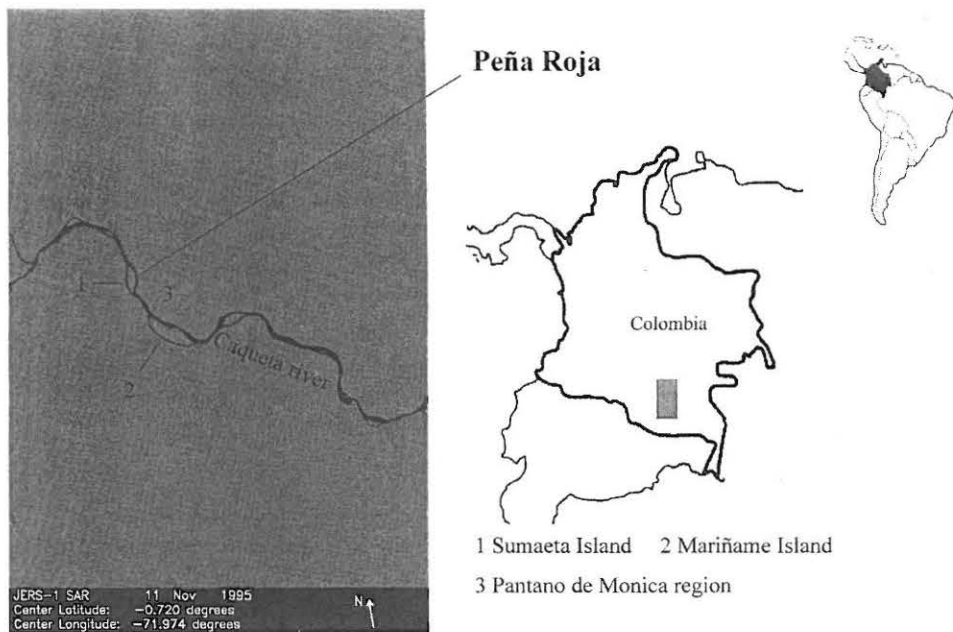 Peña Roja
1
3
Caqueta river
2
Colombia
1 Sumaeta Island 2 Mariñame Island
3 Pantano de Monica region
JERS-1 SAR 11 Nov 1995
Center Latitude: -0.720 degrees
Center Longitude: -71.974 degrees
N